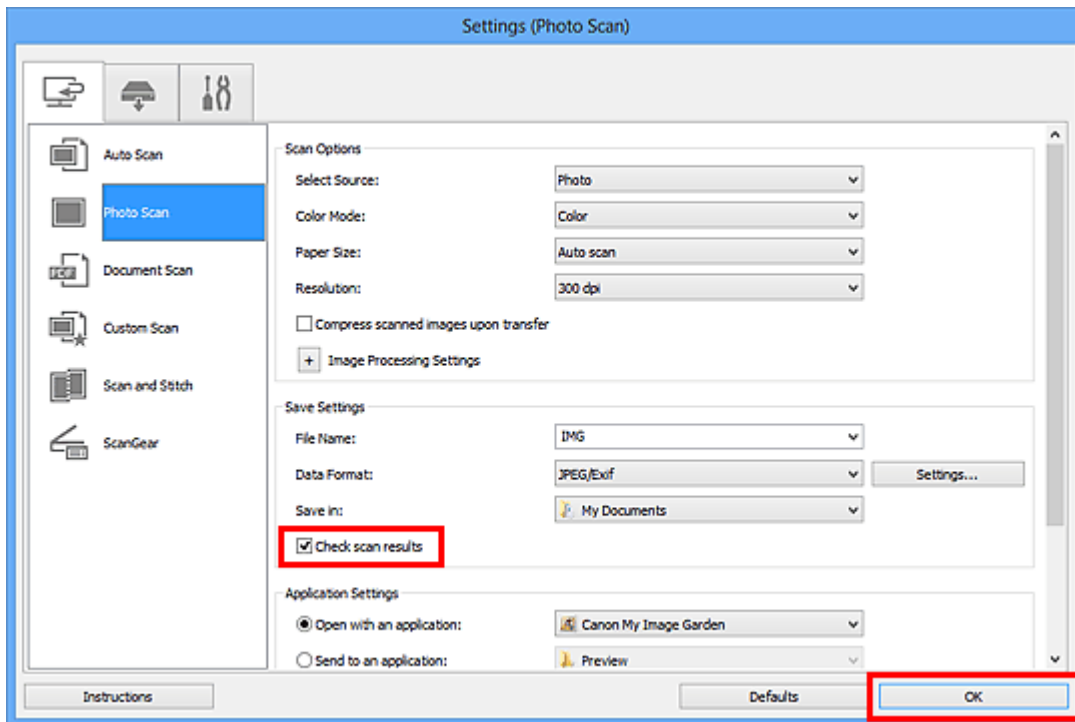 Settings (Photo Scan)
Auto Scan
Photo Scan
Document Scan
Custom Scan
Scan and Stitch
ScanGear
Scan Options
Select Source: Photo
Color Mode: Color
Paper Size: Auto scan
Resolution: 300 dpi
Compress scanned images upon transfer
+ Image Processing Settings
Save Settings
File Name: IMG
Data Format: JPEG/Exif Settings...
Save in: My Documents
Check scan results
Application Settings
Open with an application: Canon My Image Garden
Send to an application: Preview
Instructions Defaults OK